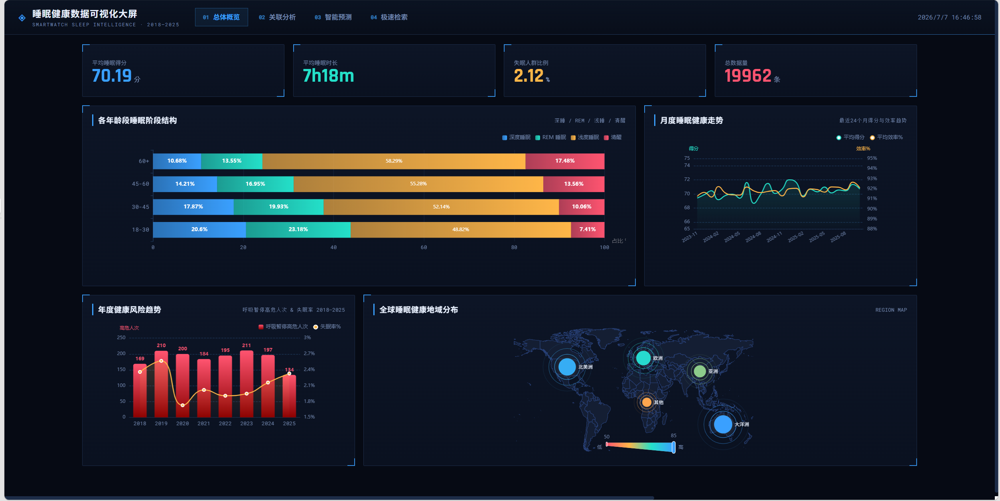 睡眠健康数据可视化大屏
SMARTWATCH SLEEP INTELLIGENCE · 2018-2025
01 总体概览
02 关联分析
03 智能预测
04 极速检索
2026/7/7 16:46:58
平均睡眠得分
70.19 分
平均睡眠时长
7h18m
失眠人群比例
2.12 %
总数据量
19962 条
各年龄段睡眠阶段结构
深睡 / REM / 浅睡 / 清醒
深度睡眠 REM 睡眠 浅度睡眠 清醒
60+ 10.68% 13.55% 58.29% 17.48%
45-60 14.21% 16.95% 55.28% 13.56%
30-45 17.87% 19.93% 52.14% 10.06%
18-30 20.6% 23.18% 48.82% 7.41%
占比
0 20 40 60 80 100
月度睡眠健康走势
最近24个月得分与效率趋势
平均得分 平均效率%
得分 效率%
75 95%
74 94%
72 93%
92%
70 91%
68 90%
66 89%
65 88%
2023-11 2024-02 2024-05 2024-08 2024-11 2025-02 2025-05 2025-08
年度健康风险趋势
呼吸暂停高危人次 & 失眠率 2018-2025
呼吸暂停高危人次 失眠率%
高危人次
250 3%
200 2.7%
150 2.4%
100 2.1%
50 1.8%
0 1.5%
169 210 200 184 195 211 197 134
2018 2019 2020 2021 2022 2023 2024 2025
全球睡眠健康地域分布
REGION MAP
欧洲
北美洲
亚洲
其他
大洋洲
50 85
低 高